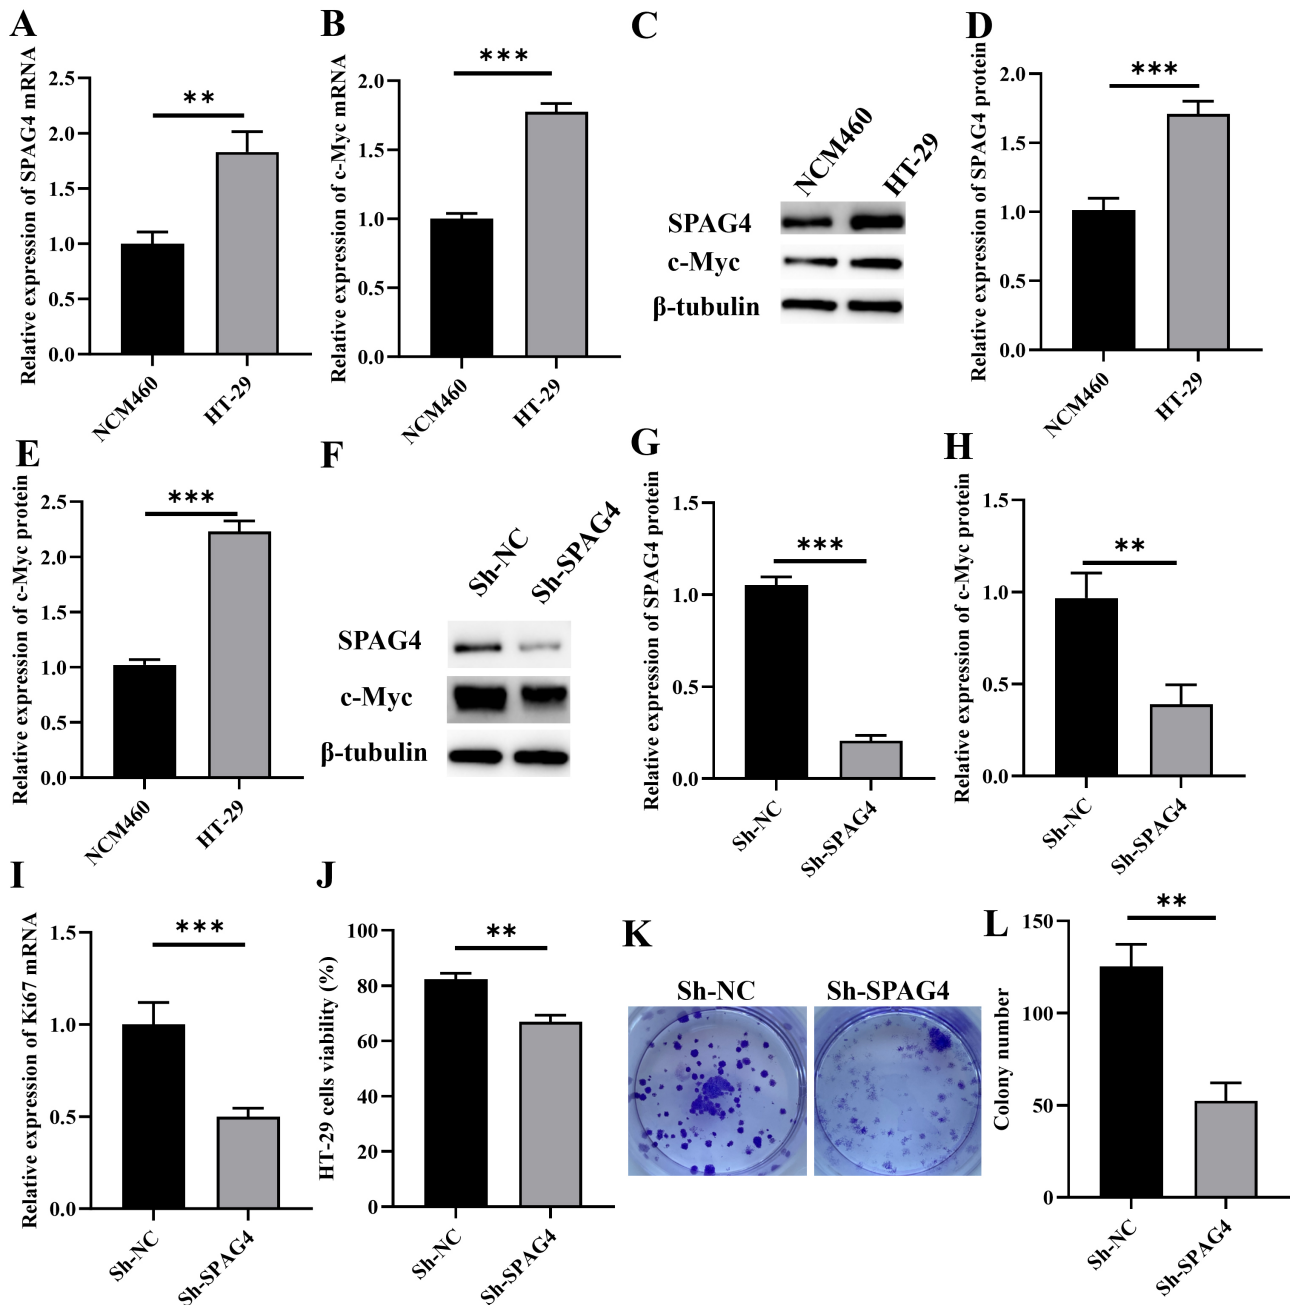 A
Relative expression of SPAG4 mRNA
2.5
2.0
1.5
1.0
0.5
0.0
**
NCM460
HT-29
B
Relative expression of c-Myc mRNA
2.0
1.5
1.0
0.5
0.0
***
NCM460
HT-29
C
NCM460
HT-29
SPAG4
c-Myc
β-tubulin
D
Relative expression of SPAG4 protein
2.0
1.5
1.0
0.5
0.0
***
NCM460
HT-29
E
Relative expression of c-Myc protein
2.5
2.0
1.5
1.0
0.5
0.0
***
NCM460
HT-29
F
Sh-NC
Sh-SPAG4
SPAG4
c-Myc
β-tubulin
G
Relative expression of SPAG4 protein
1.5
1.0
0.5
0.0
***
Sh-NC
Sh-SPAG4
H
Relative expression of c-Myc protein
1.5
1.0
0.5
0.0
**
Sh-NC
Sh-SPAG4
I
Relative expression of Ki67 mRNA
1.5
1.0
0.5
0.0
***
Sh-NC
Sh-SPAG4
J
HT-29 cells viability (%)
100
80
60
40
20
0
**
Sh-NC
Sh-SPAG4
K
Sh-NC
Sh-SPAG4
L
Colony number
150
100
50
0
**
Sh-NC
Sh-SPAG4